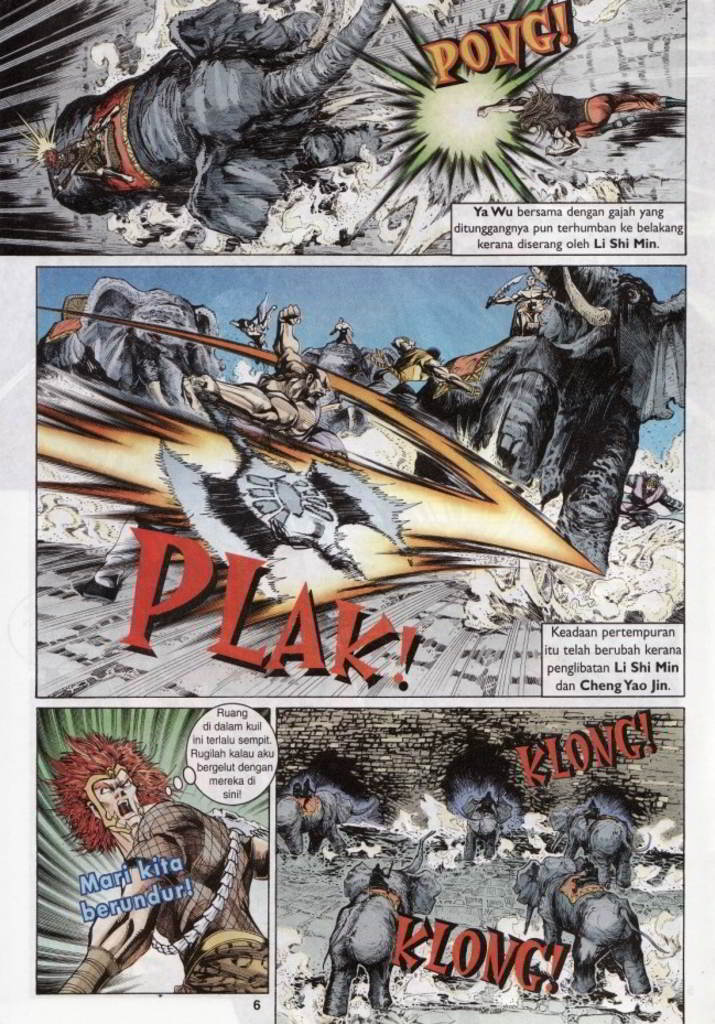 PONG!
Ya Wu bersama dengan gajah yang
ditunggangnya pun terhumban ke belakang
kerana diserang oleh Li Shi Min.
PLAK!
Keadaan pertempuran
itu telah berubah kerana
penglibatan Li Shi Min
dan Cheng Yao Jin.
Ruang
di dalam kuil
ini terlalu sempit.
Rugilah kalau aku
bergelut dengan
mereka di
sini!
Mari kita
berundur!
KLONG!
KLONG!
6